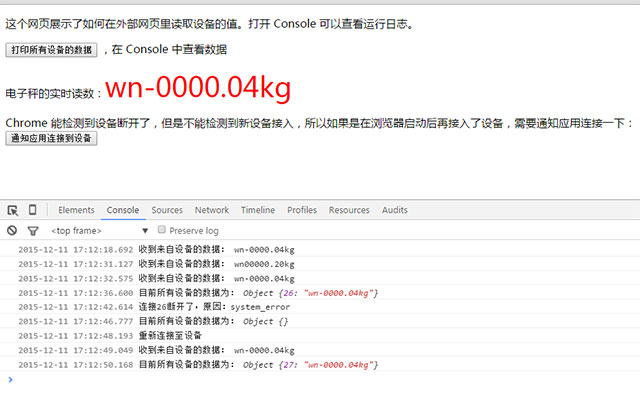 这个网页展示了如何在外部网页里读取设备的值。打开 Console 可以查看运行日志。
打印所有设备的数据 ，在 Console 中查看数据
电子秤的实时读数：wn-0000.04kg
Chrome 能检测到设备断开了，但是不能检测到新设备接入，所以如果是在浏览器启动后再接入了设备，需要通知应用连接一下：
通知应用连接到设备
Elements Console Sources Network Timeline Profiles Resources Audits
<top frame> Preserve log
2015-12-11 17:12:18.692 收到来自设备的数据： wn-0000.04kg
2015-12-11 17:12:31.127 收到来自设备的数据： wn00000.20kg
2015-12-11 17:12:32.575 收到来自设备的数据： wn-0000.04kg
2015-12-11 17:12:36.600 目前所有设备的数据为： Object {26: "wn-0000.04kg"}
2015-12-11 17:12:42.614 连接26断开了，原因：system_error
2015-12-11 17:12:46.777 目前所有设备的数据为： Object {}
2015-12-11 17:12:48.193 重新连接至设备
2015-12-11 17:12:49.049 收到来自设备的数据： wn-0000.04kg
2015-12-11 17:12:50.168 目前所有设备的数据为： Object {27: "wn-0000.04kg"}